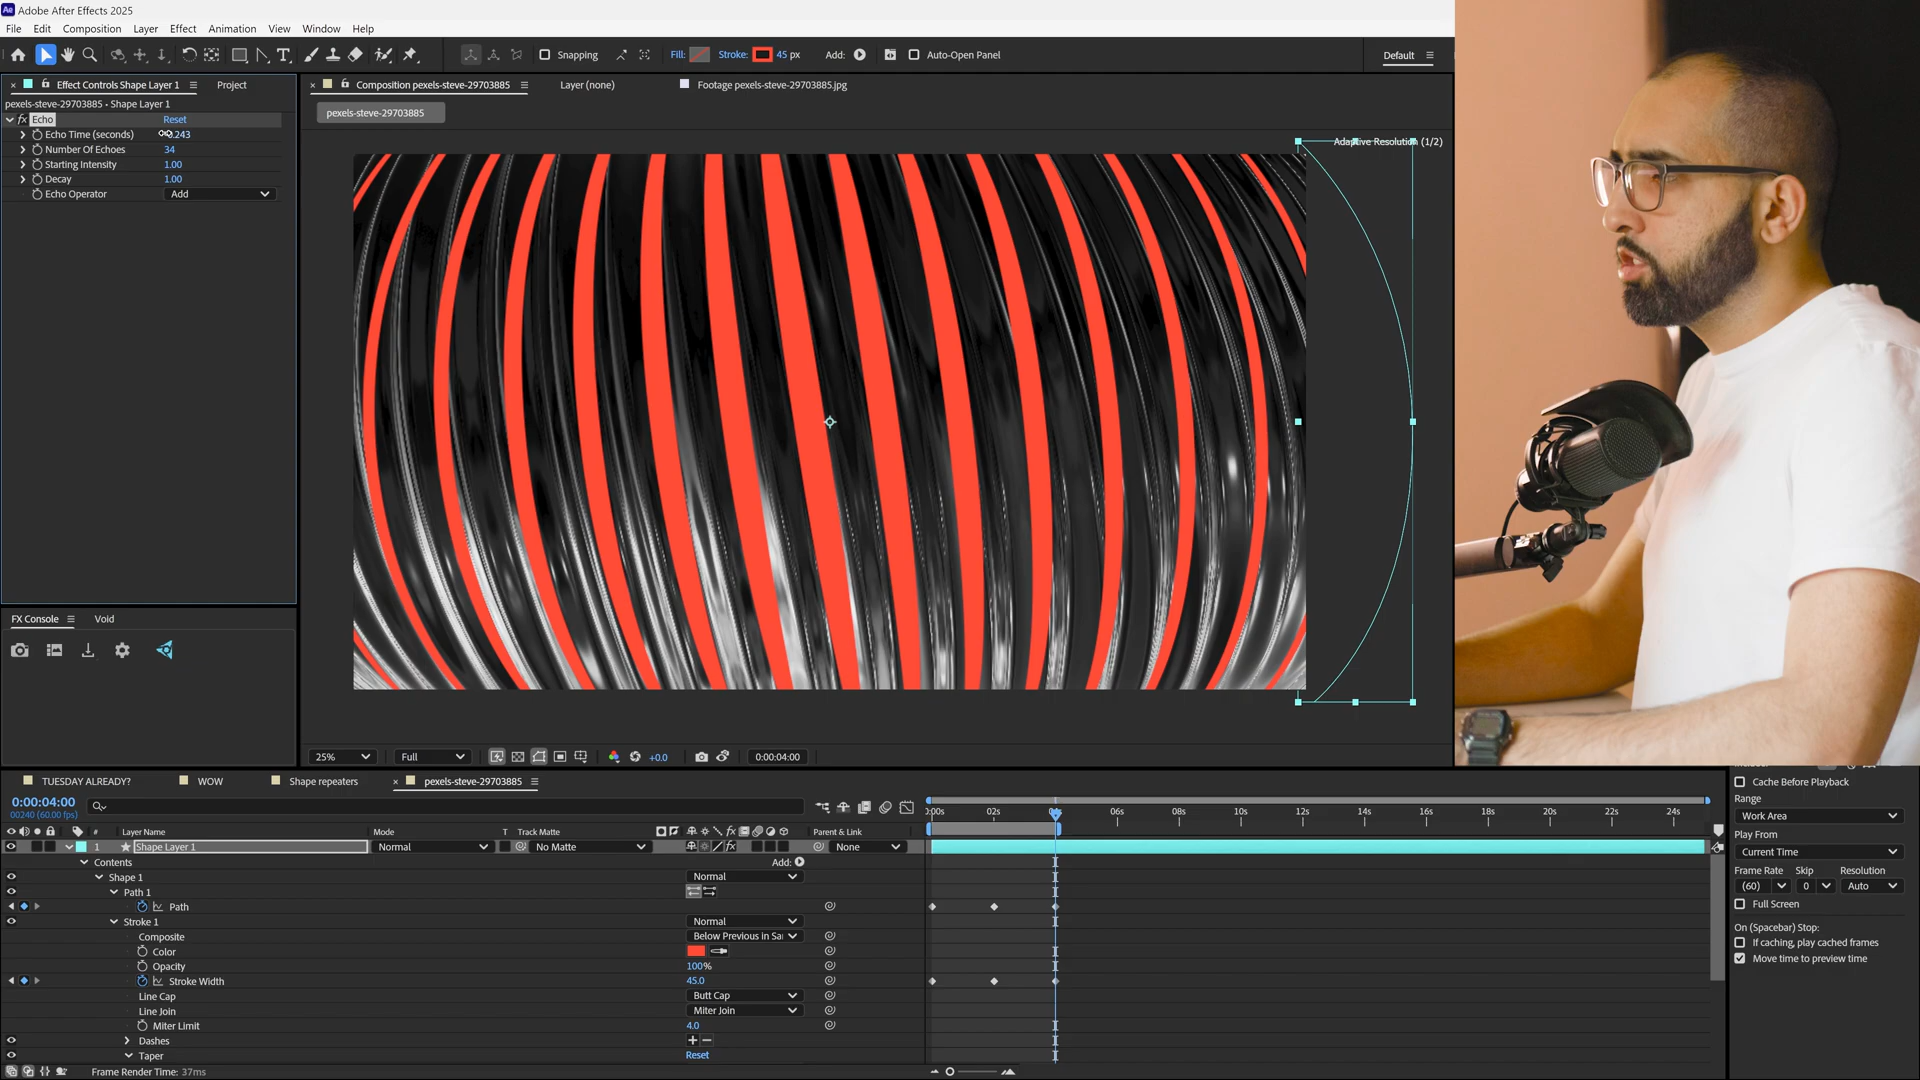 Adobe After Effects 2025
File Edit Composition Layer Effect Animation View Window Help
Snapping Fill: Stroke: 45 px Add: Auto-Open Panel Default
Effect Controls Shape Layer 1 Project
Composition pexels-steve-29703885 Layer (none) Footage pexels-steve-29703885.jpg
pexels-steve-29703885 • Shape Layer 1
pexels-steve-29703885
fx Echo Reset
Echo Time (seconds)
Number Of Echoes 34
Starting Intensity 1.00
Decay 1.00
Echo Operator Add
Adaptive Resolution (1/2)
FX Console Void
25% Full +0.0 0:00:04:00
TUESDAY ALREADY? WOW Shape repeaters pexels-steve-29703885
0:00:04:00
00240 (60.00 fps)
# Layer Name Mode T Track Matte Parent & Link
1 Shape Layer 1 Normal No Matte None
Contents Add:
Shape 1 Normal
Path 1
Path
Stroke 1 Normal
Composite Below Previous in Sa
Color
Opacity 100%
Stroke Width 45.0
Line Cap Butt Cap
Line Join Miter Join
Miter Limit 4.0
Dashes
Taper Reset
Frame Render Time: 37ms
02s 06s 08s 10s 12s 14s 16s 18s 20s 22s 24s
Cache Before Playback
Range
Work Area
Play From
Current Time
Frame Rate Skip Resolution
(60) 0 Auto
Full Screen
On (Spacebar) Stop:
If caching, play cached frames
Move time to preview time